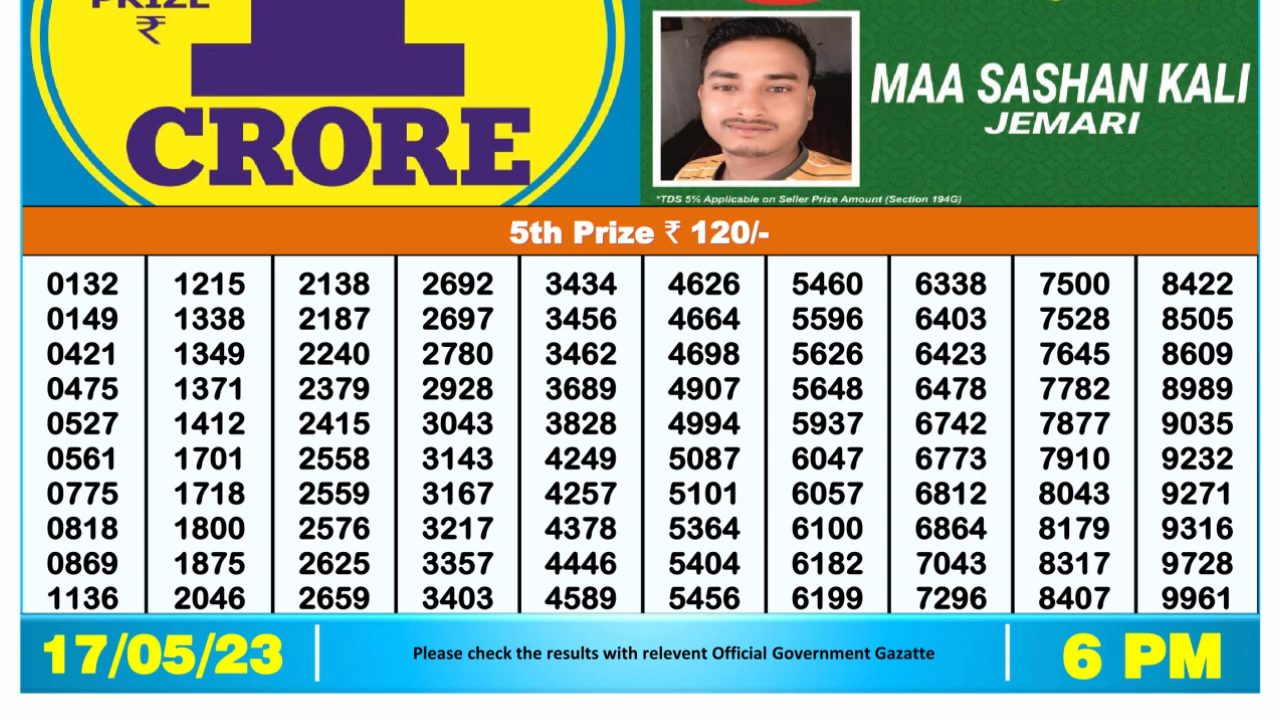 PRIZE
₹
1
CRORE
MAA SASHAN KALI
JEMARI
*TDS 5% Applicable on Seller Prize Amount (Section 194G)
5th Prize ₹ 120/-
0132 1215 2138 2692 3434 4626 5460 6338 7500 8422
0149 1338 2187 2697 3456 4664 5596 6403 7528 8505
0421 1349 2240 2780 3462 4698 5626 6423 7645 8609
0475 1371 2379 2928 3689 4907 5648 6478 7782 8989
0527 1412 2415 3043 3828 4994 5937 6742 7877 9035
0561 1701 2558 3143 4249 5087 6047 6773 7910 9232
0775 1718 2559 3167 4257 5101 6057 6812 8043 9271
0818 1800 2576 3217 4378 5364 6100 6864 8179 9316
0869 1875 2625 3357 4446 5404 6182 7043 8317 9728
1136 2046 2659 3403 4589 5456 6199 7296 8407 9961
17/05/23 Please check the results with relevent Official Government Gazatte 6 PM